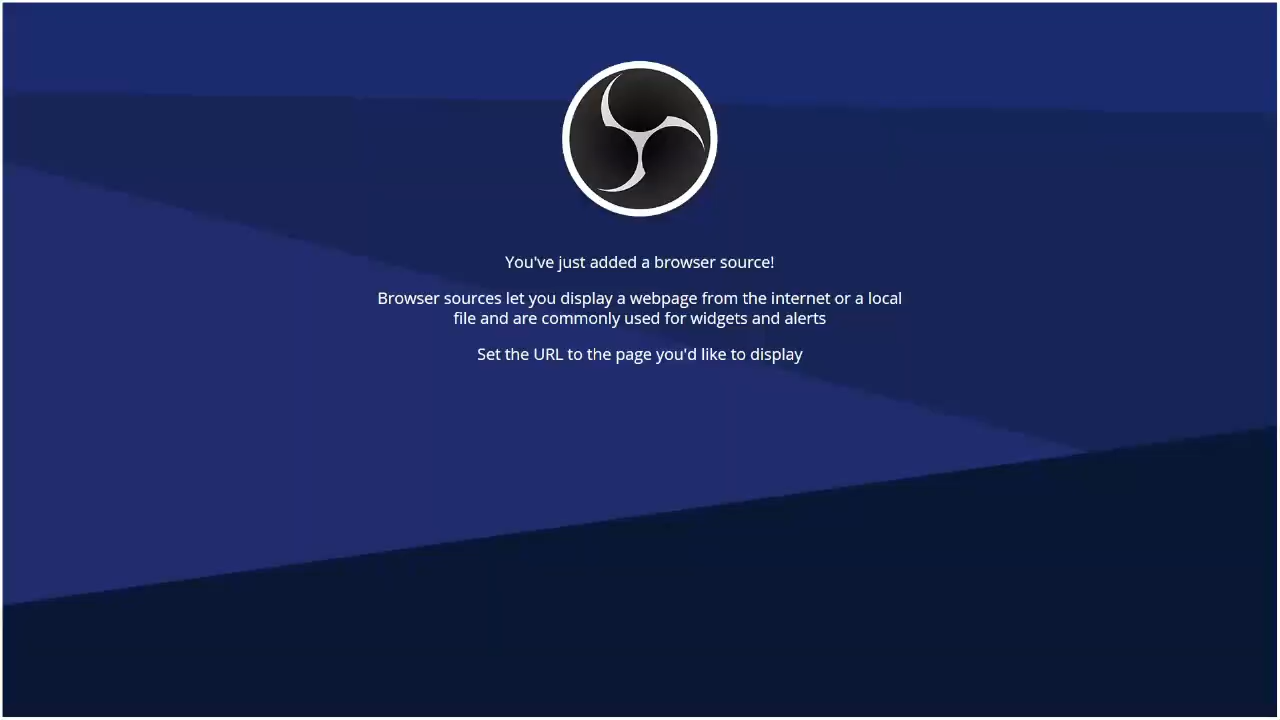 You've just added a browser source!
Browser sources let you display a webpage from the internet or a local
file and are commonly used for widgets and alerts
Set the URL to the page you'd like to display